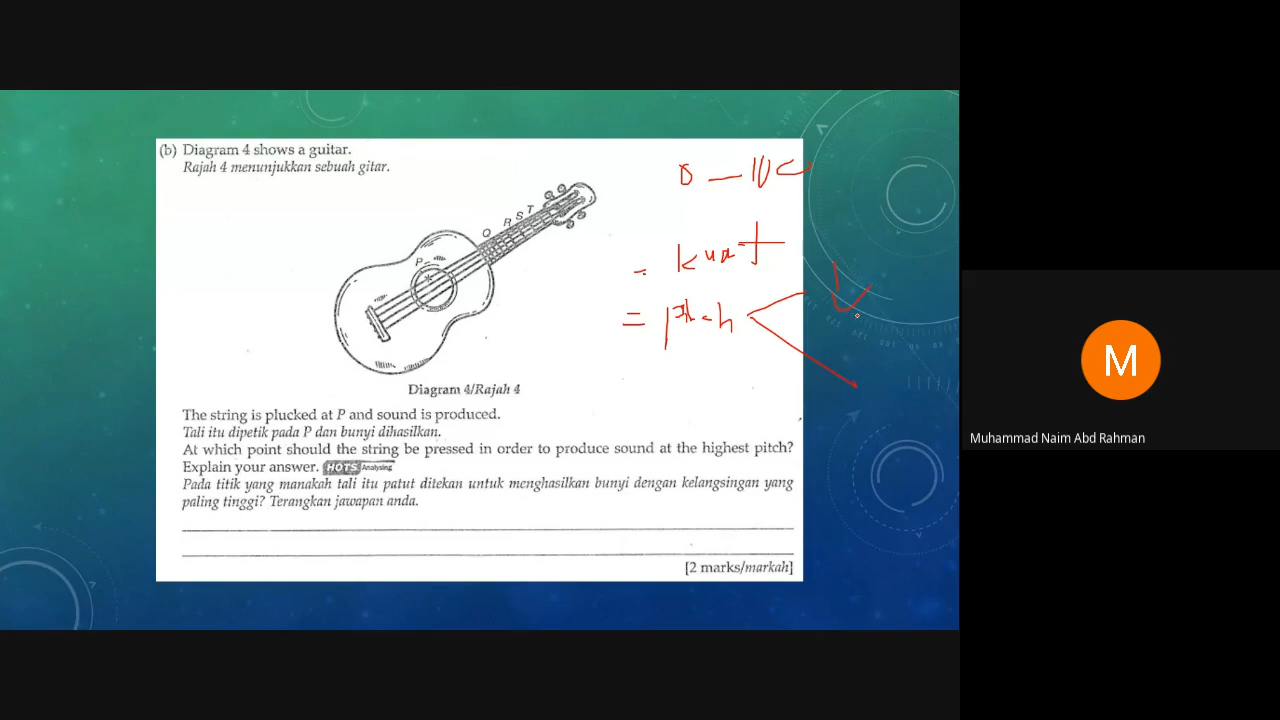 (b) Diagram 4 shows a guitar.
Rajah 4 menunjukkan sebuah gitar.
T
S
R
Q
P
kuat
= pitch
Diagram 4/Rajah 4
The string is plucked at P and sound is produced.
Tali itu dipetik pada P dan bunyi dihasilkan.
At which point should the string be pressed in order to produce sound at the highest pitch?
Explain your answer. HOTS Analysing
Pada titik yang manakah tali itu patut ditekan untuk menghasilkan bunyi dengan kelangsingan yang
paling tinggi? Terangkan jawapan anda.
[2 marks/markah]
M
Muhammad Naim Abd Rahman